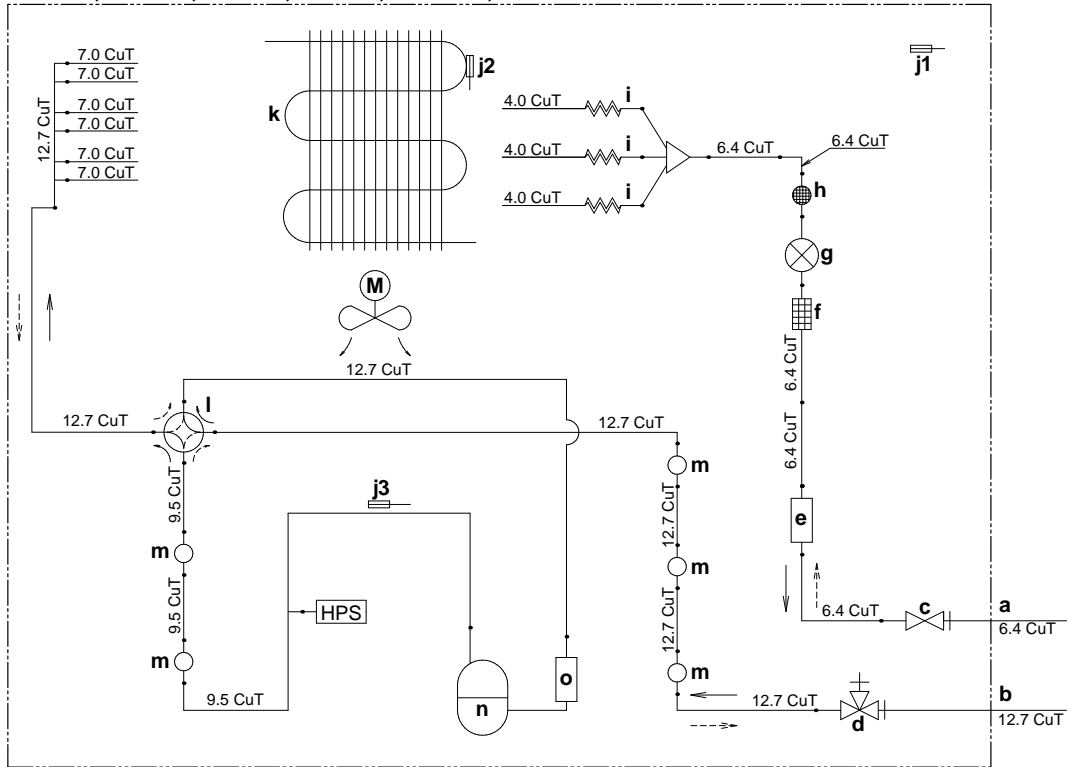 7.0 CuT
7.0 CuT
7.0 CuT
7.0 CuT
7.0 CuT
7.0 CuT
12.7 CuT
k
j2
j1
4.0 CuT
i
4.0 CuT
i
4.0 CuT
i
6.4 CuT
6.4 CuT
h
g
f
M
6.4 CuT
6.4 CuT
12.7 CuT
12.7 CuT
l
12.7 CuT
9.5 CuT
m
9.5 CuT
m
9.5 CuT
j3
HPS
n
o
m
12.7 CuT
m
12.7 CuT
m
e
6.4 CuT
c
a
6.4 CuT
12.7 CuT
d
b
12.7 CuT